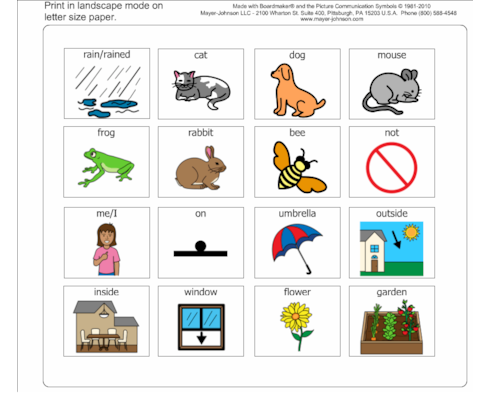 Print in landscape mode on
letter size paper.
Made with Boardmaker® and the Picture Communication Symbols © 1981-2010
Mayer-Johnson LLC - 2100 Wharton St. Suite 400, Pittsburgh, PA 15203 U.S.A. Phone (800) 588-4548
www.mayer-johnson.com
rain/rained cat dog mouse
frog rabbit bee not
me/I on umbrella outside
inside window flower garden